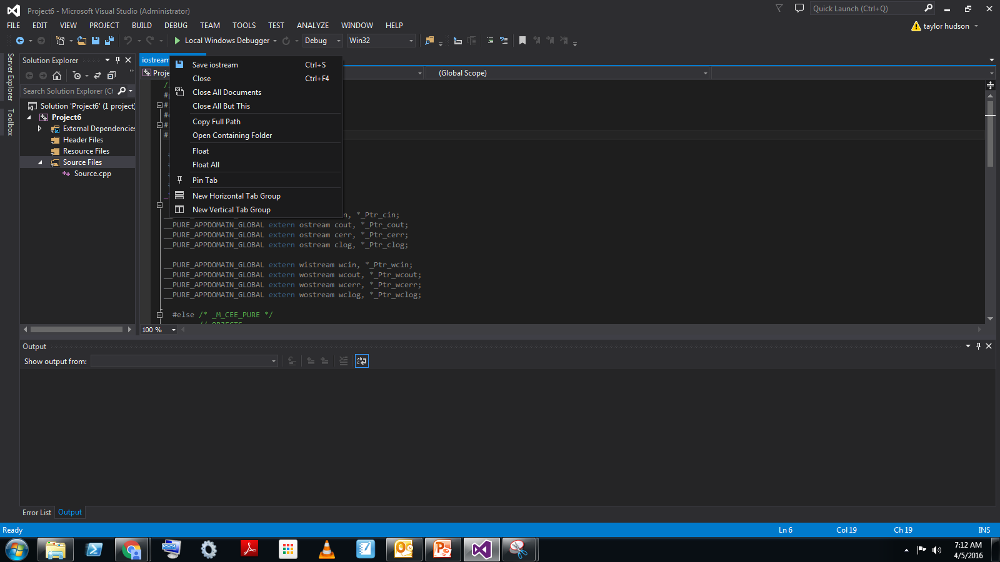 Project6 - Microsoft Visual Studio (Administrator)
Quick Launch (Ctrl+Q)
FILE EDIT VIEW PROJECT BUILD DEBUG TEAM TOOLS TEST ANALYZE WINDOW HELP
taylor hudson
Local Windows Debugger Debug Win32
Server Explorer
Toolbox
Solution Explorer
Search Solution Explorer (Ct
Solution 'Project6' (1 project)
Project6
External Dependencies
Header Files
Resource Files
Source Files
Source.cpp
iostream
Proje
(Global Scope)
Save iostream Ctrl+S
Close Ctrl+F4
Close All Documents
Close All But This
Copy Full Path
Open Containing Folder
Float
Float All
Pin Tab
New Horizontal Tab Group
New Vertical Tab Group
n, *_Ptr_cin;
__PURE_APPDOMAIN_GLOBAL extern ostream cout, *_Ptr_cout;
__PURE_APPDOMAIN_GLOBAL extern ostream cerr, *_Ptr_cerr;
__PURE_APPDOMAIN_GLOBAL extern ostream clog, *_Ptr_clog;
__PURE_APPDOMAIN_GLOBAL extern wistream wcin, *_Ptr_wcin;
__PURE_APPDOMAIN_GLOBAL extern wostream wcout, *_Ptr_wcout;
__PURE_APPDOMAIN_GLOBAL extern wostream wcerr, *_Ptr_wcerr;
__PURE_APPDOMAIN_GLOBAL extern wostream wclog, *_Ptr_wclog;
#else /* _M_CEE_PURE */
// OBJECTS
100 %
Output
Show output from:
Error List Output
Ready Ln 6 Col 19 Ch 19 INS
7:12 AM
4/5/2016